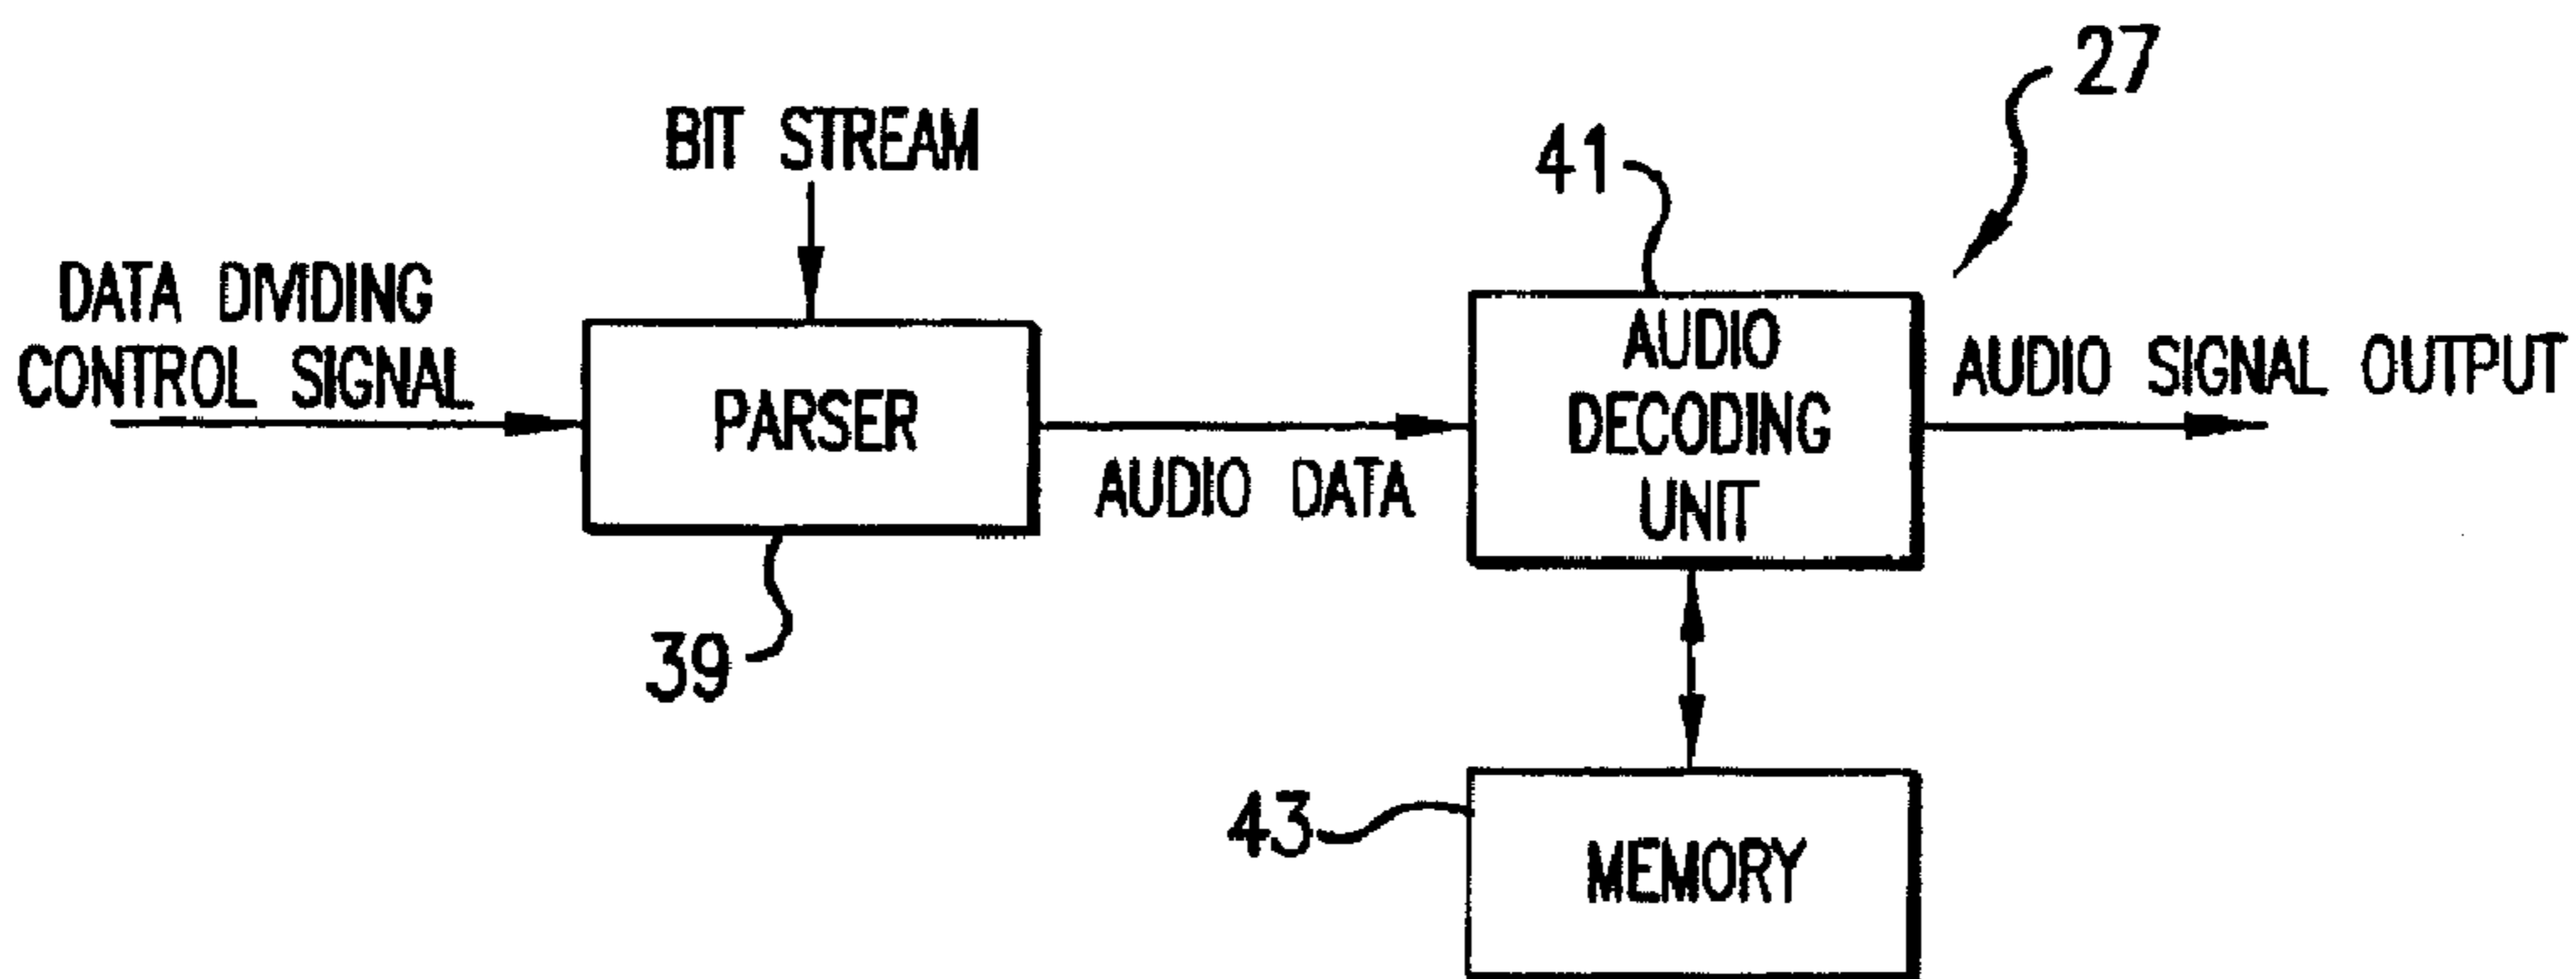 27
BIT STREAM
41
DATA DIVIDING
CONTROL SIGNAL
PARSER
AUDIO DATA
AUDIO
DECODING
UNIT
AUDIO SIGNAL OUTPUT
39
43
MEMORY